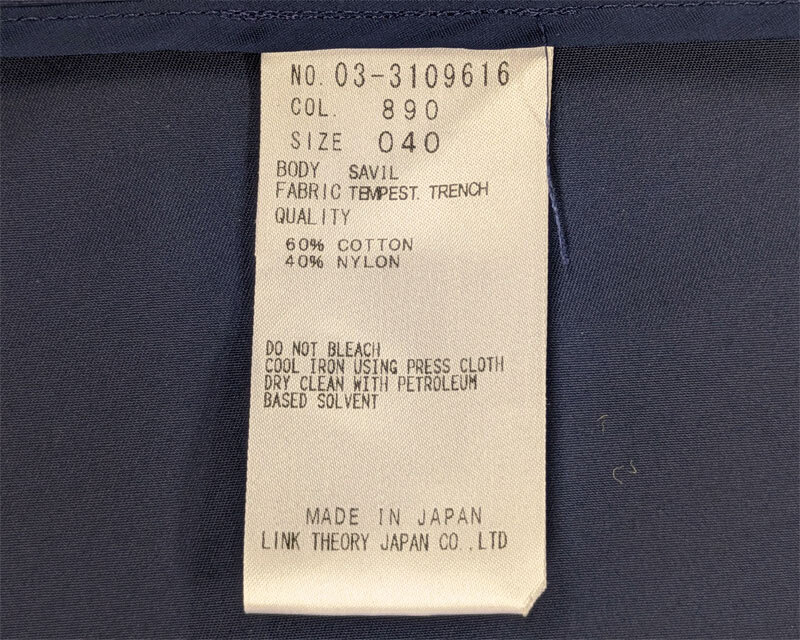 NO. 03-3109616
COL. 890
SIZE 040
BODY SAVIL
FABRIC TEMPEST. TRENCH
QUALITY
60% COTTON
40% NYLON
DO NOT BLEACH
COOL IRON USING PRESS CLOTH
DRY CLEAN WITH PETROLEUM
BASED SOLVENT
MADE IN JAPAN
LINK THEORY JAPAN CO.,LTD